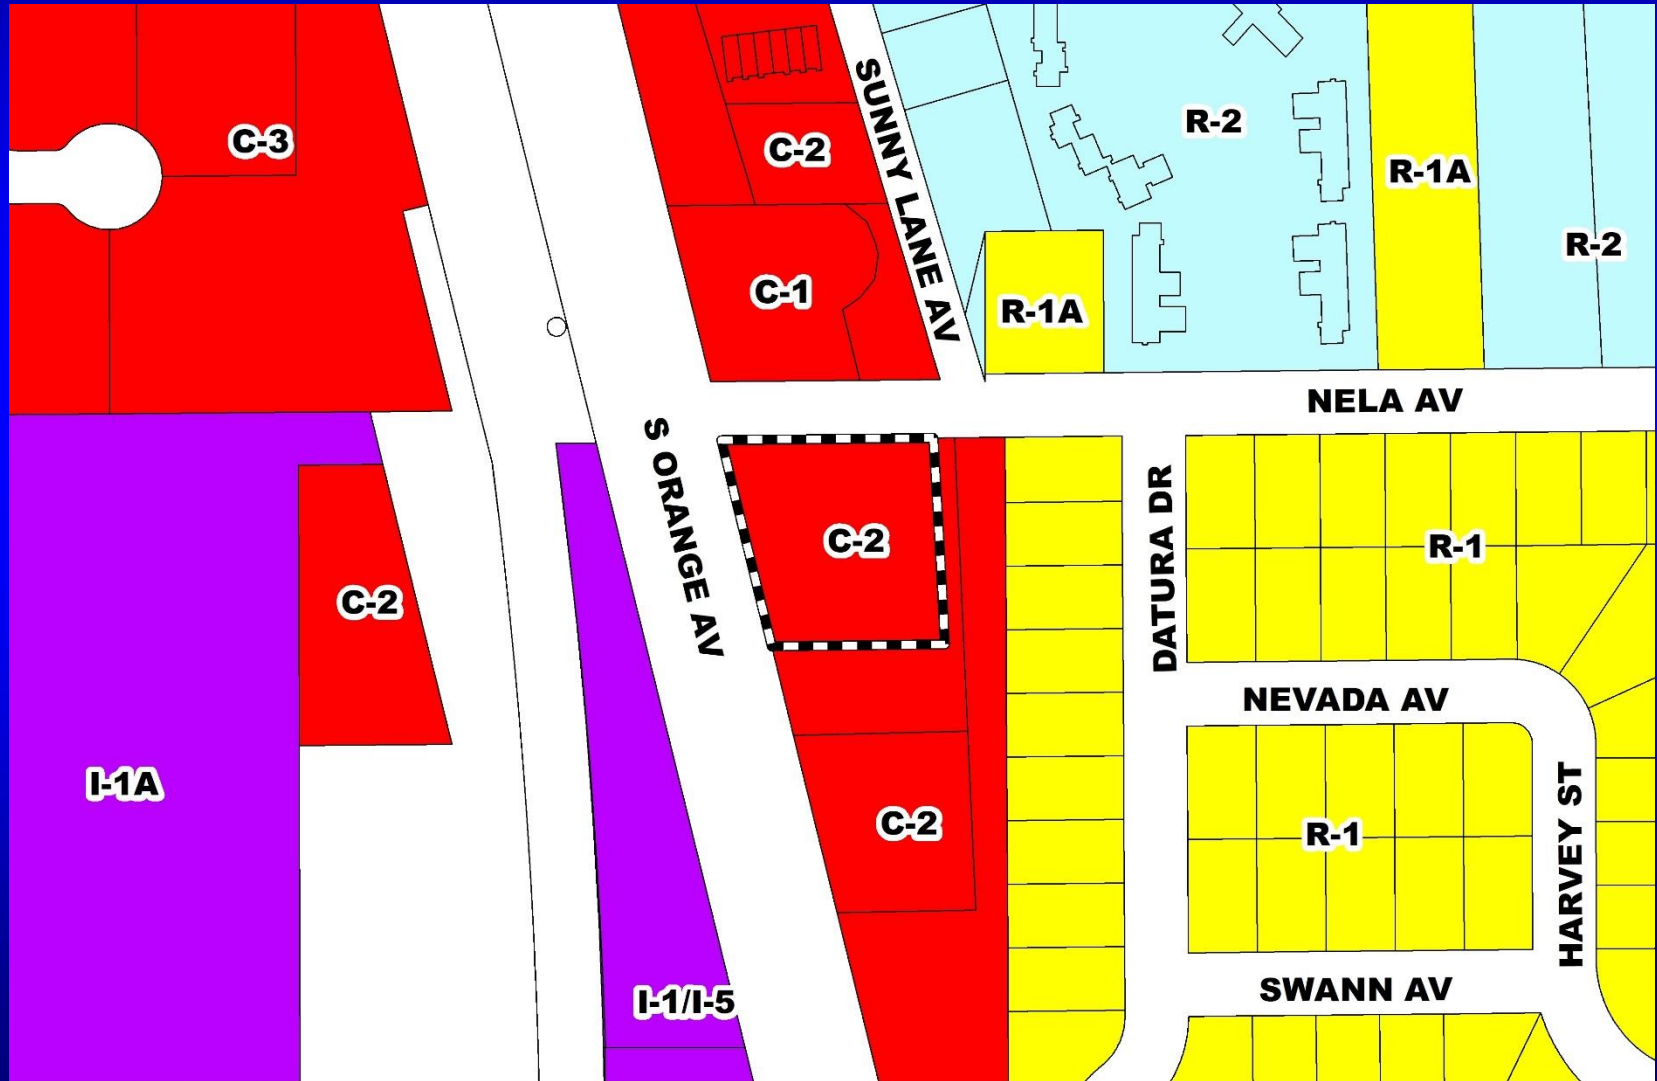 C-3
C-2
SUNNY LANE AV
R-2
R-1A
R-2
C-1
R-1A
NELA AV
S ORANGE AV
C-2
DATURA DR
R-1
C-2
NEVADA AV
I-1A
C-2
R-1
HARVEY ST
I-1/I-5
SWANN AV